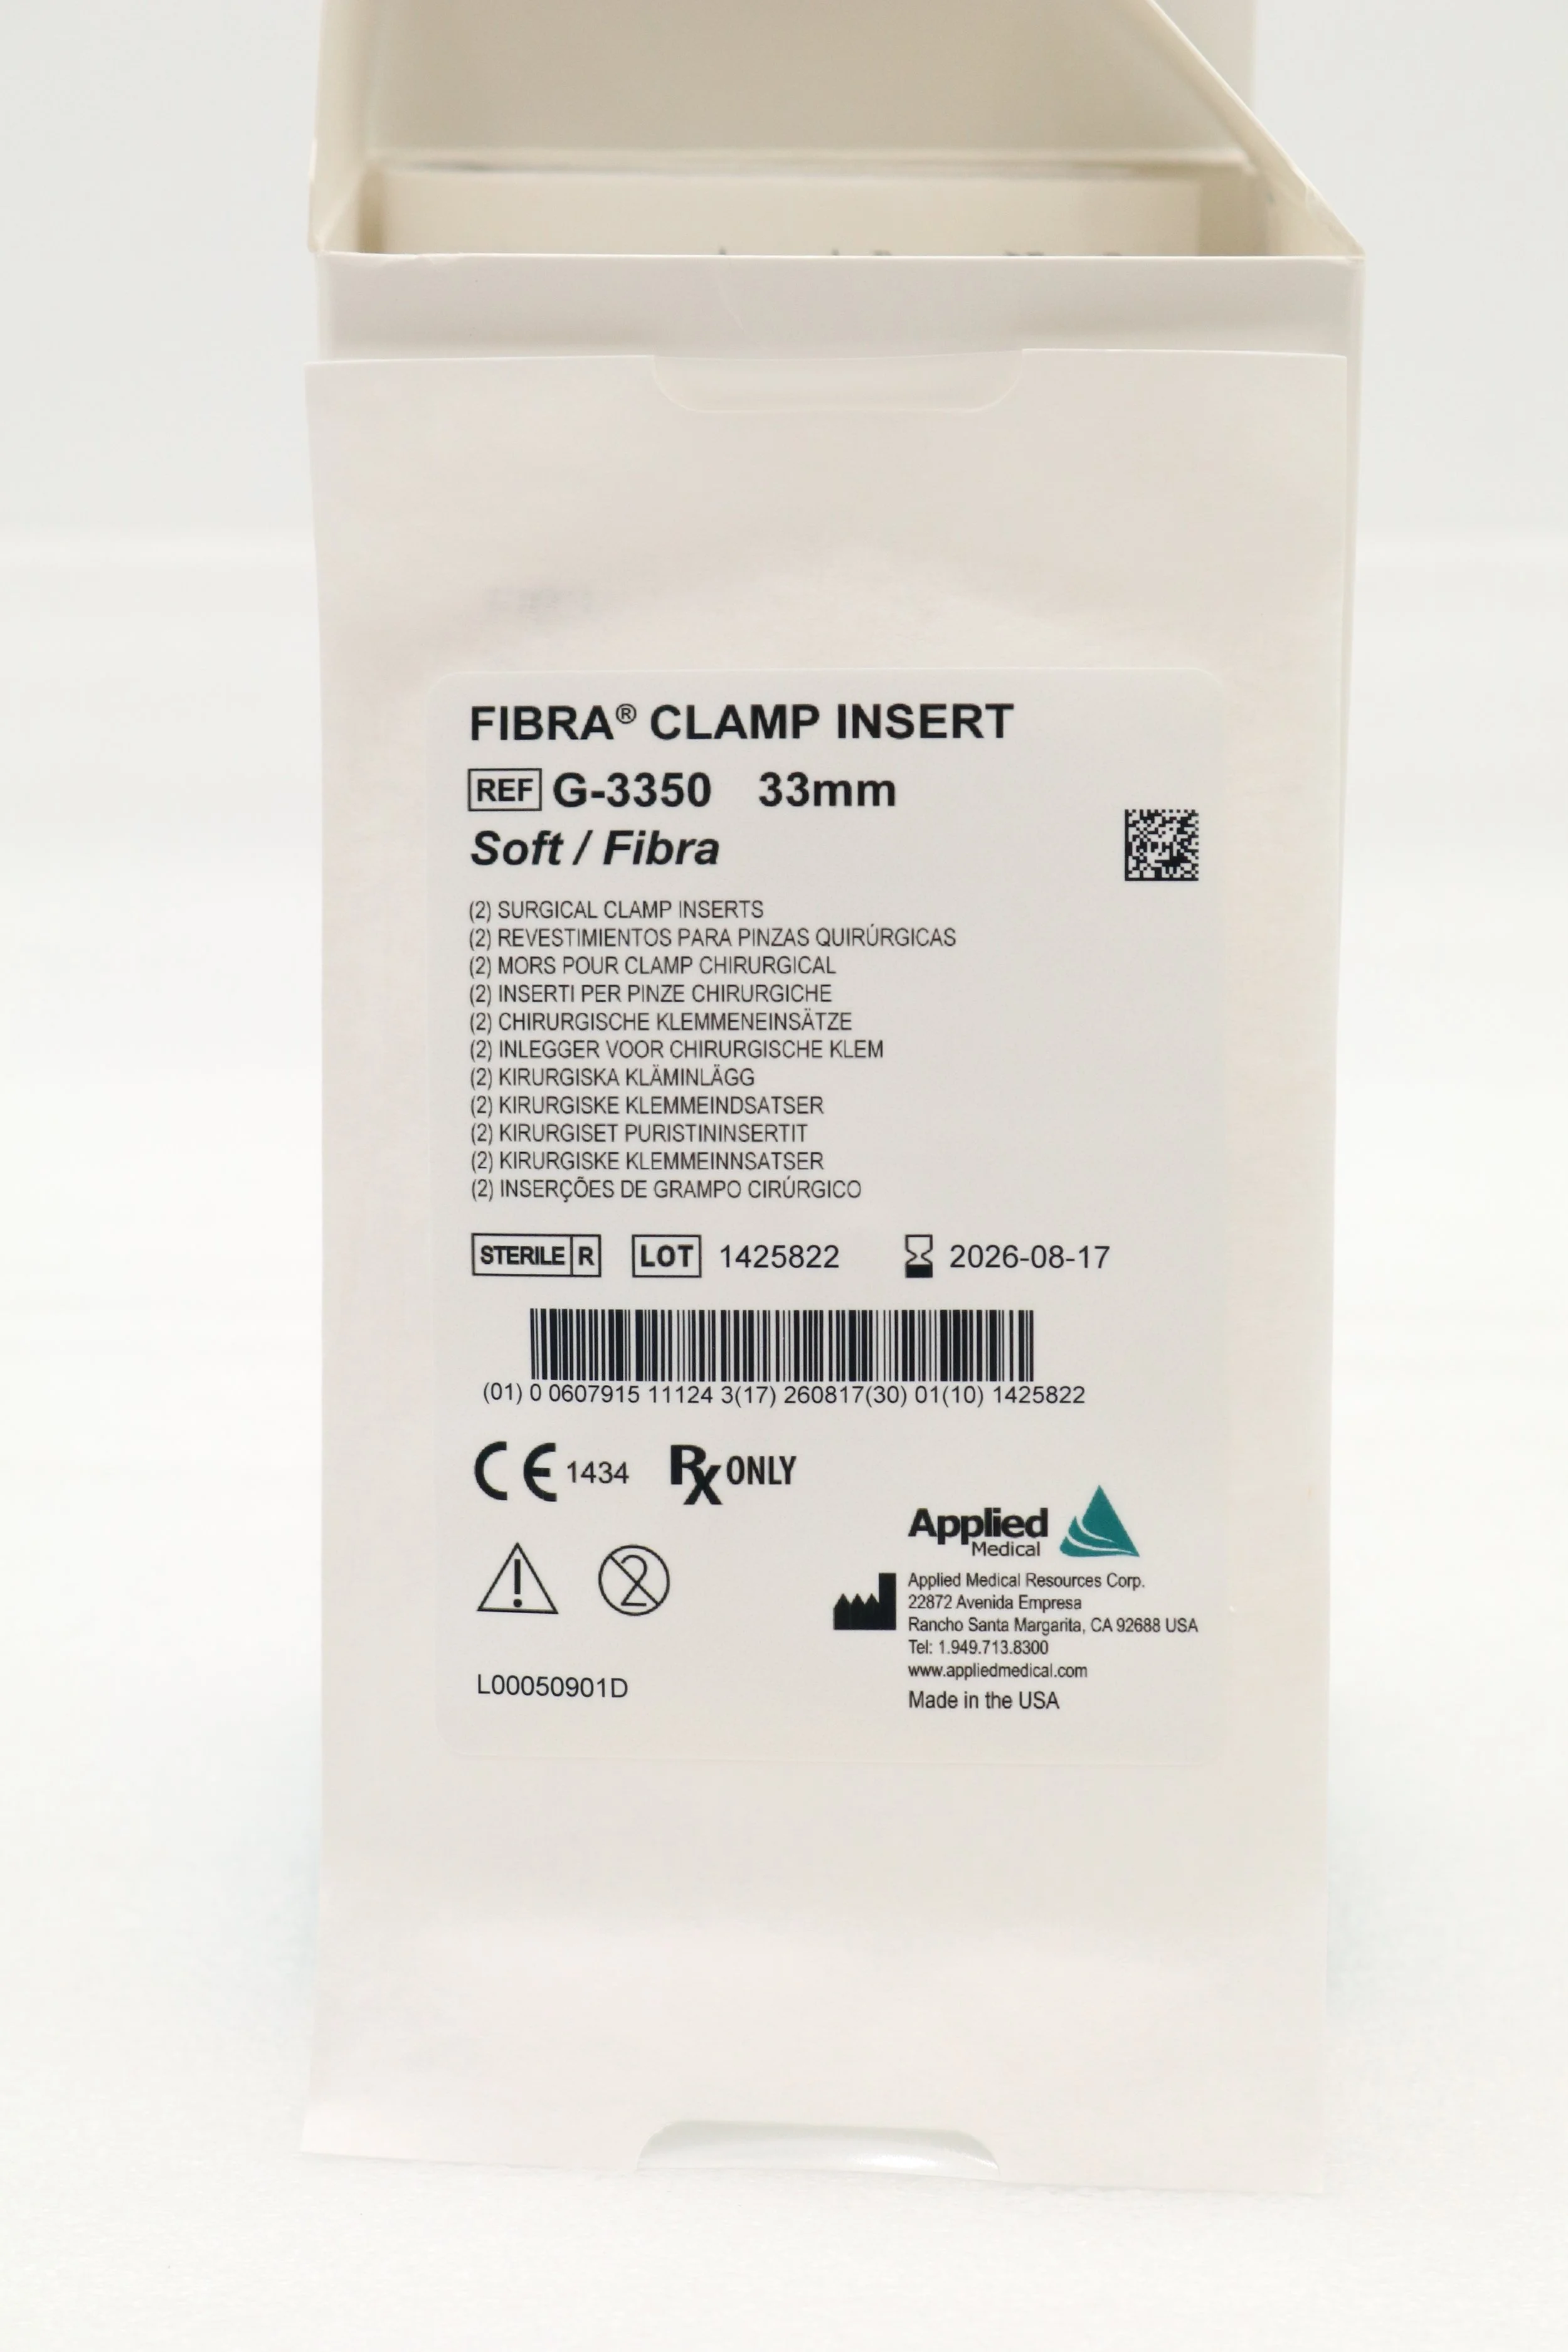 FIBRA® CLAMP INSERT
REF G-3350 33mm
Soft / Fibra
(2) SURGICAL CLAMP INSERTS
(2) REVESTIMIENTOS PARA PINZAS QUIRÚRGICAS
(2) MORS POUR CLAMP CHIRURGICAL
(2) INSERTI PER PINZE CHIRURGICHE
(2) CHIRURGISCHE KLEMMENEINSÄTZE
(2) INLEGGER VOOR CHIRURGISCHE KLEM
(2) KIRURGISKA KLÄMINLÄGG
(2) KIRURGISKE KLEMMEINDSATSER
(2) KIRURGISET PURISTININSERTIT
(2) KIRURGISKE KLEMMEINNSATSER
(2) INSERÇÕES DE GRAMPO CIRÚRGICO
STERILE R LOT 1425822 2026-08-17
(01) 0 0607915 11124 3(17) 260817(30) 01(10) 1425822
CE 1434 Rx ONLY
Applied
Medical
2
Applied Medical Resources Corp.
22872 Avenida Empresa
Rancho Santa Margarita, CA 92688 USA
Tel: 1.949.713.8300
www.appliedmedical.com
Made in the USA
L00050901D